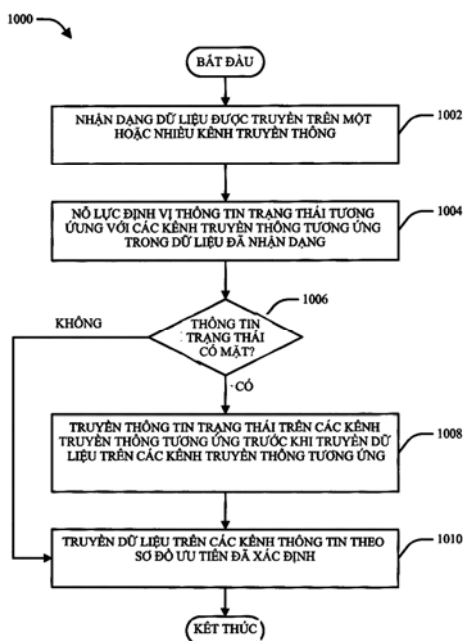 1000
BẮT ĐẦU
NHẬN DẠNG DỮ LIỆU ĐƯỢC TRUYỀN TRÊN MỘT
HOẶC NHIỀU KÊNH TRUYỀN THÔNG
1002
NỖ LỰC ĐỊNH VỊ THÔNG TIN TRẠNG THÁI TƯƠNG
ỨUNG VỚI CÁC KÊNH TRUYỀN THÔNG TƯƠNG ỨNG
TRONG DỮ LIỆU ĐÃ NHẬN DẠNG
1004
THÔNG TIN
TRẠNG THÁI
CÓ MẶT?
1006
KHÔNG
CÓ
TRUYỀN THÔNG TIN TRẠNG THÁI TRÊN CÁC KÊNH
TRUYỀN THÔNG TƯƠNG ỨNG TRƯỚC KHI TRUYỀN DỮ
LIỆU TRÊN CÁC KÊNH TRUYỀN THÔNG TƯƠNG ỨNG
1008
TRUYỀN DỮ LIỆU TRÊN CÁC KÊNH THÔNG TIN THEO
SƠ ĐỒ ƯU TIÊN ĐÃ XÁC ĐỊNH
1010
KẾT THÚC